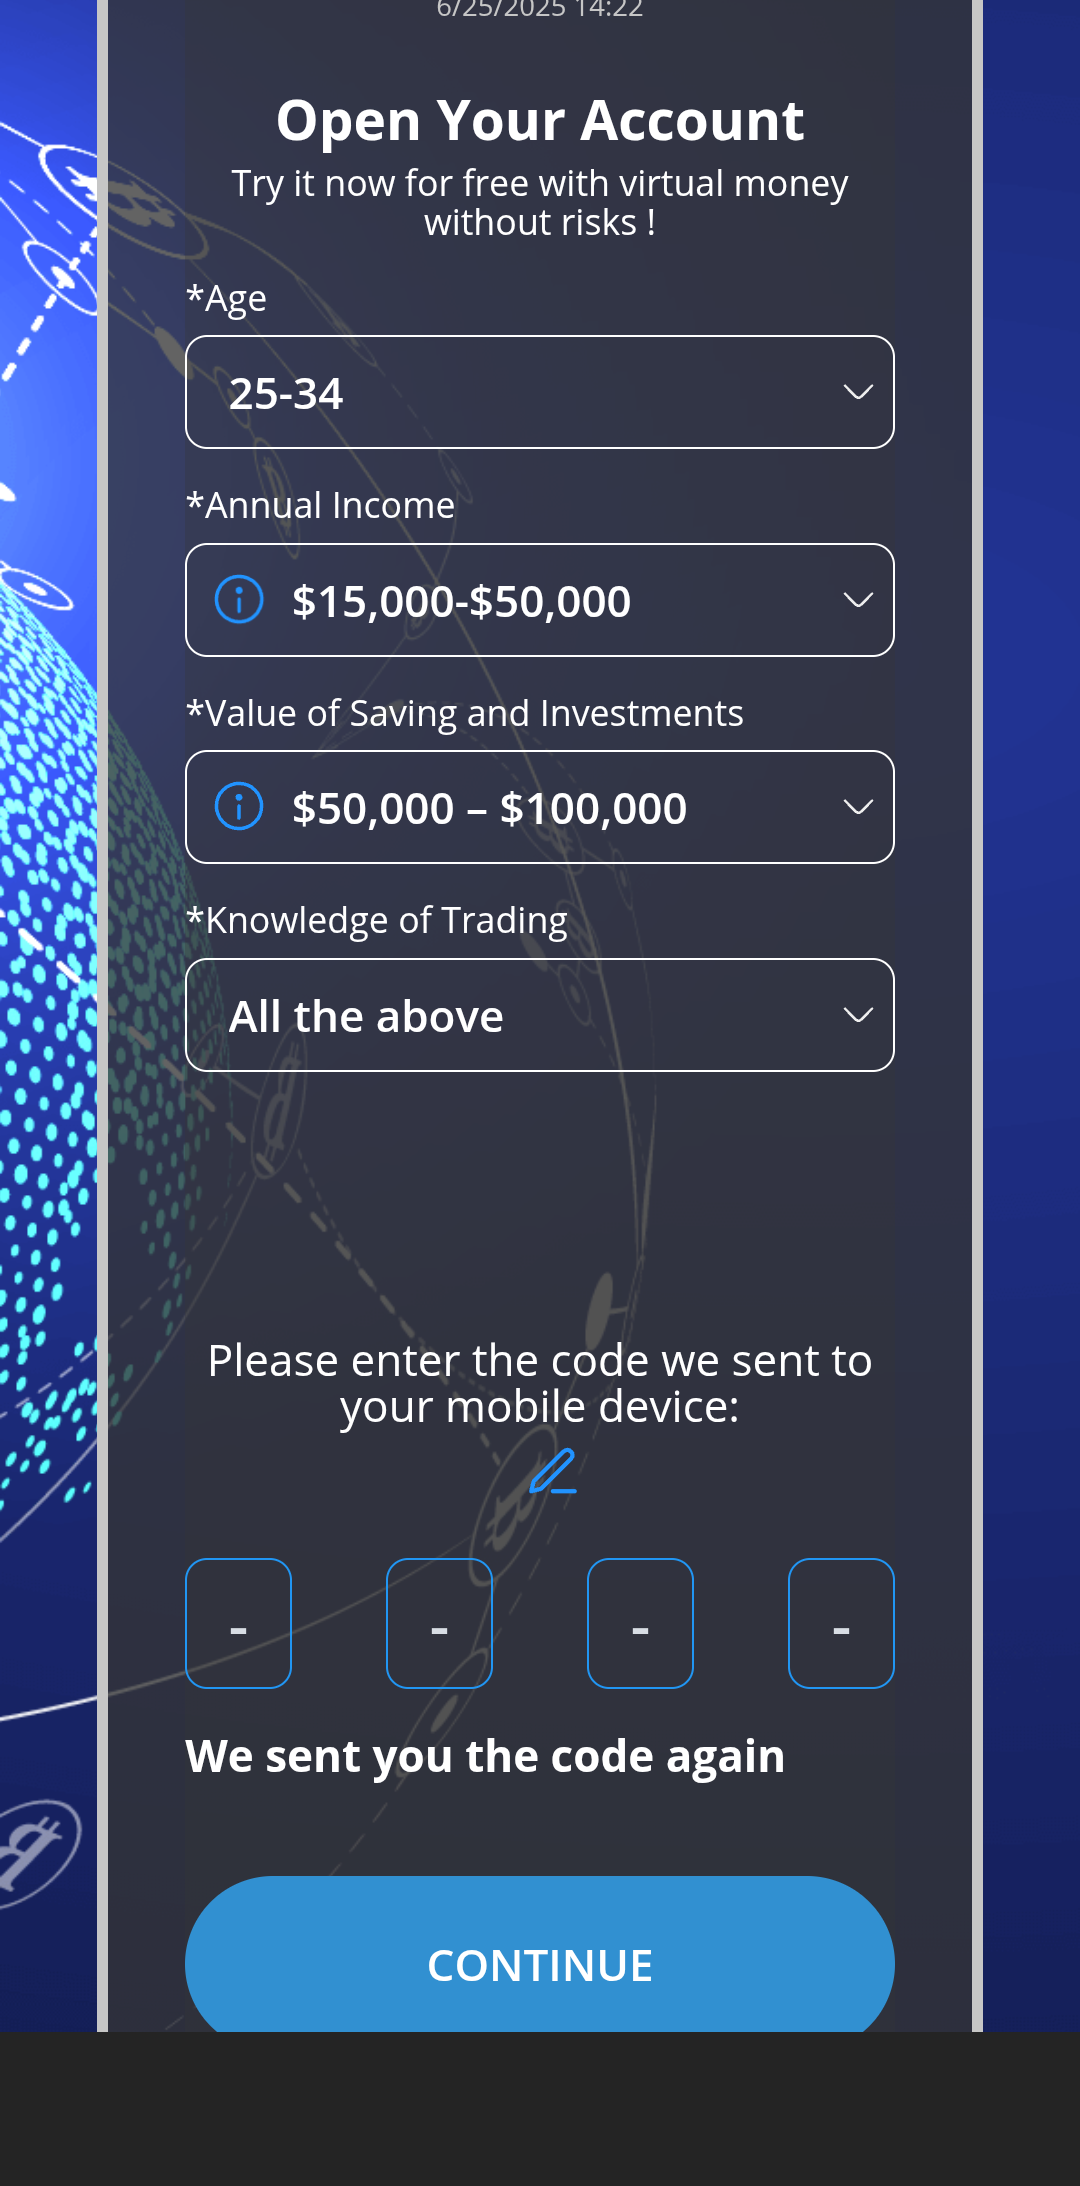 6/25/2025 14:22
Open Your Account
Try it now for free with virtual money
without risks !
*Age
25-34
*Annual Income
$15,000-$50,000
*Value of Saving and Investments
$50,000 – $100,000
*Knowledge of Trading
All the above
Please enter the code we sent to
your mobile device:
- - - -
We sent you the code again
CONTINUE